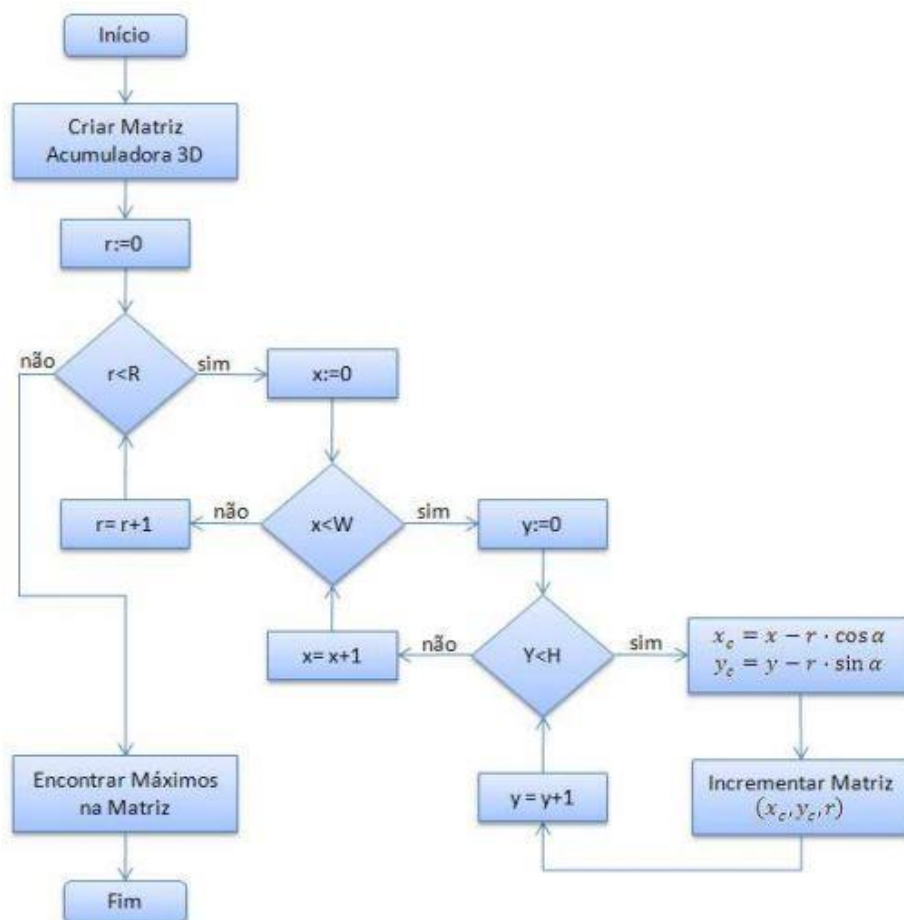 Início
Criar Matriz
Acumuladora 3D
r:=0
não
r<R
sim
x:=0
r= r+1
não
x<W
sim
y:=0
x= x+1
não
Y<H
sim
x_c = x − r · cos α
y_c = y − r · sin α
Encontrar Máximos
na Matriz
y = y+1
Incrementar Matriz
(x_c, y_c, r)
Fim